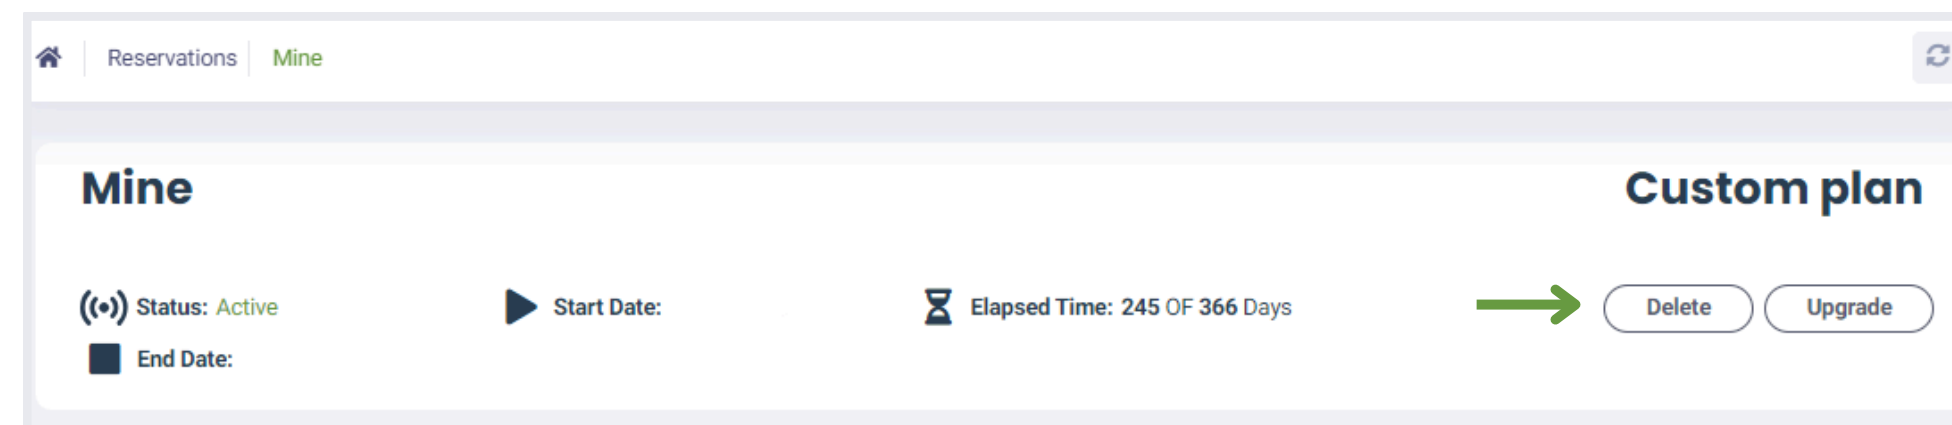 Reservations Mine
Mine
Custom plan
Status: Active
Start Date:
Elapsed Time: 245 OF 366 Days
Delete
Upgrade
End Date: